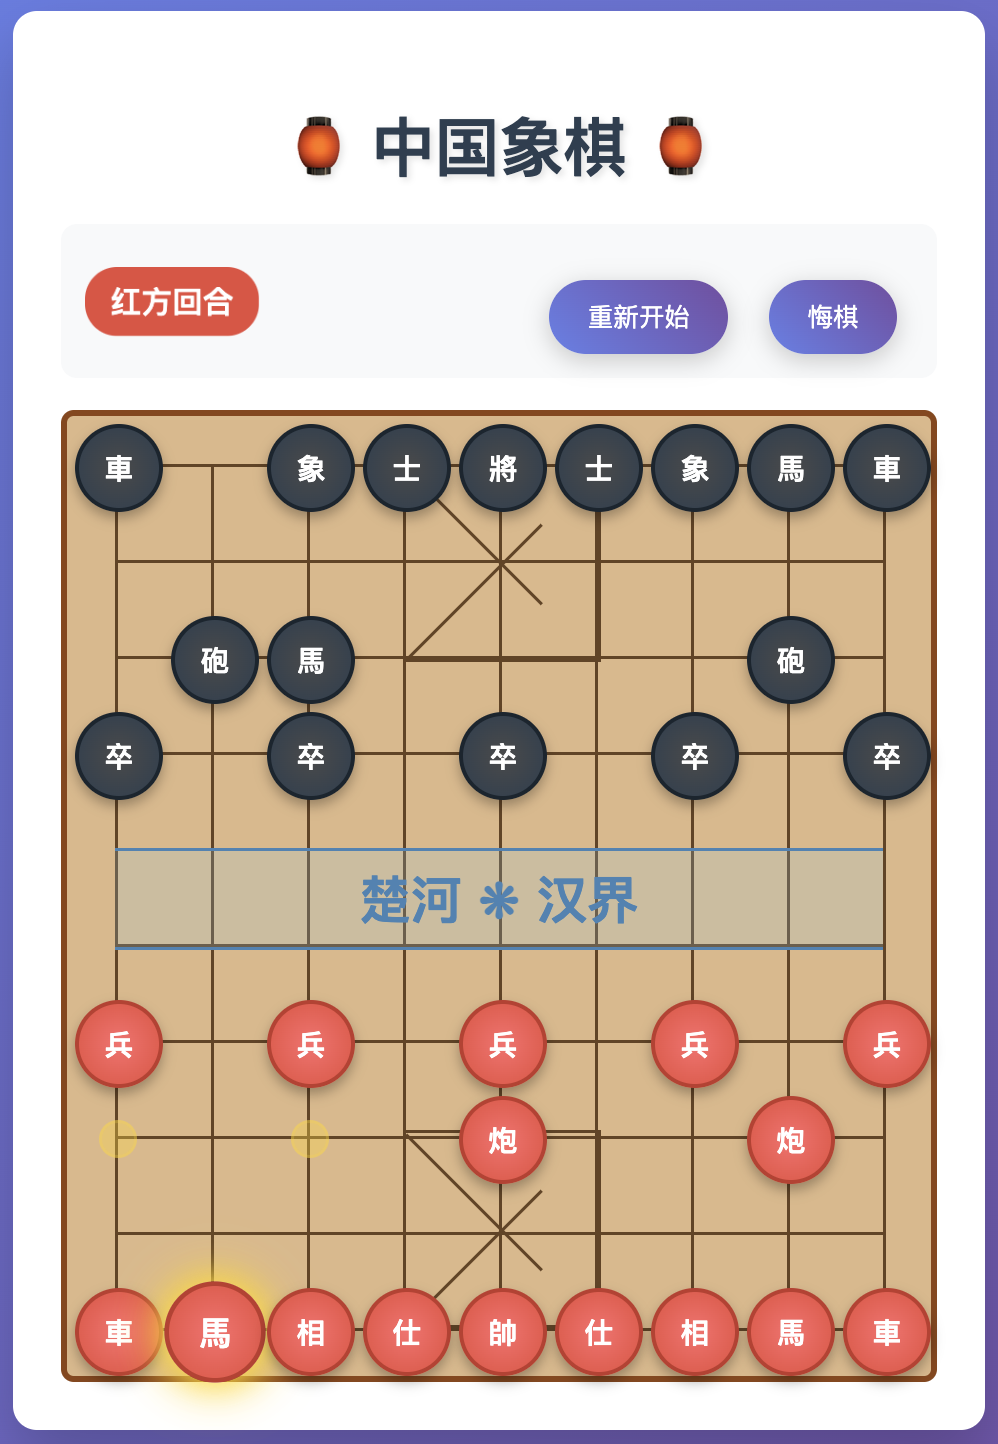 中国象棋
红方回合
重新开始 悔棋
車 象 士 將 士 象 馬 車
砲 馬 砲
卒 卒 卒 卒 卒
楚河 ❋ 汉界
兵 兵 兵 兵 兵
炮 炮
車 馬 相 仕 帥 仕 相 馬 車